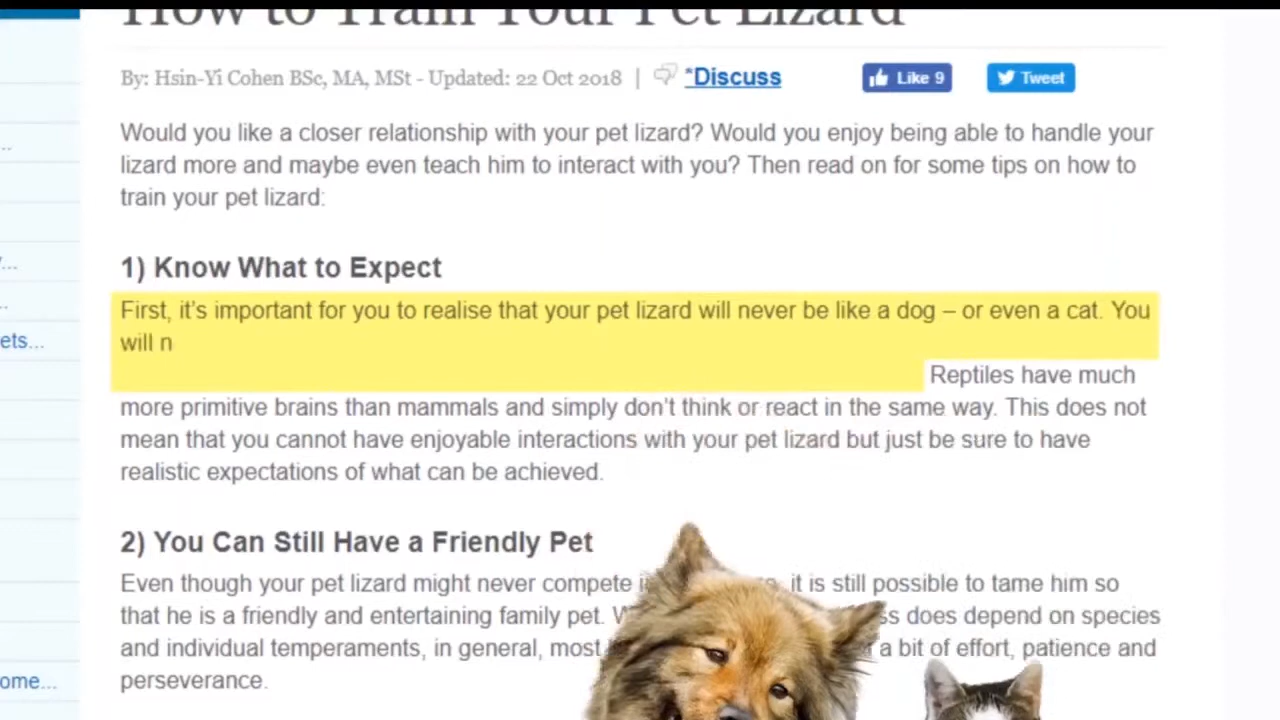 How to Train Your Pet Lizard
By: Hsin-Yi Cohen BSc, MA, MSt - Updated: 22 Oct 2018 | *Discuss
Like 9
Tweet
Would you like a closer relationship with your pet lizard? Would you enjoy being able to handle your
lizard more and maybe even teach him to interact with you? Then read on for some tips on how to
train your pet lizard:
1) Know What to Expect
First, it's important for you to realise that your pet lizard will never be like a dog – or even a cat. You
will n
Reptiles have much
more primitive brains than mammals and simply don't think or react in the same way. This does not
mean that you cannot have enjoyable interactions with your pet lizard but just be sure to have
realistic expectations of what can be achieved.
ets...
2) You Can Still Have a Friendly Pet
Even though your pet lizard might never compete it is still possible to tame him so
that he is a friendly and entertaining family pet. does depend on species
and individual temperaments, in general, most a bit of effort, patience and
perseverance.
ome...